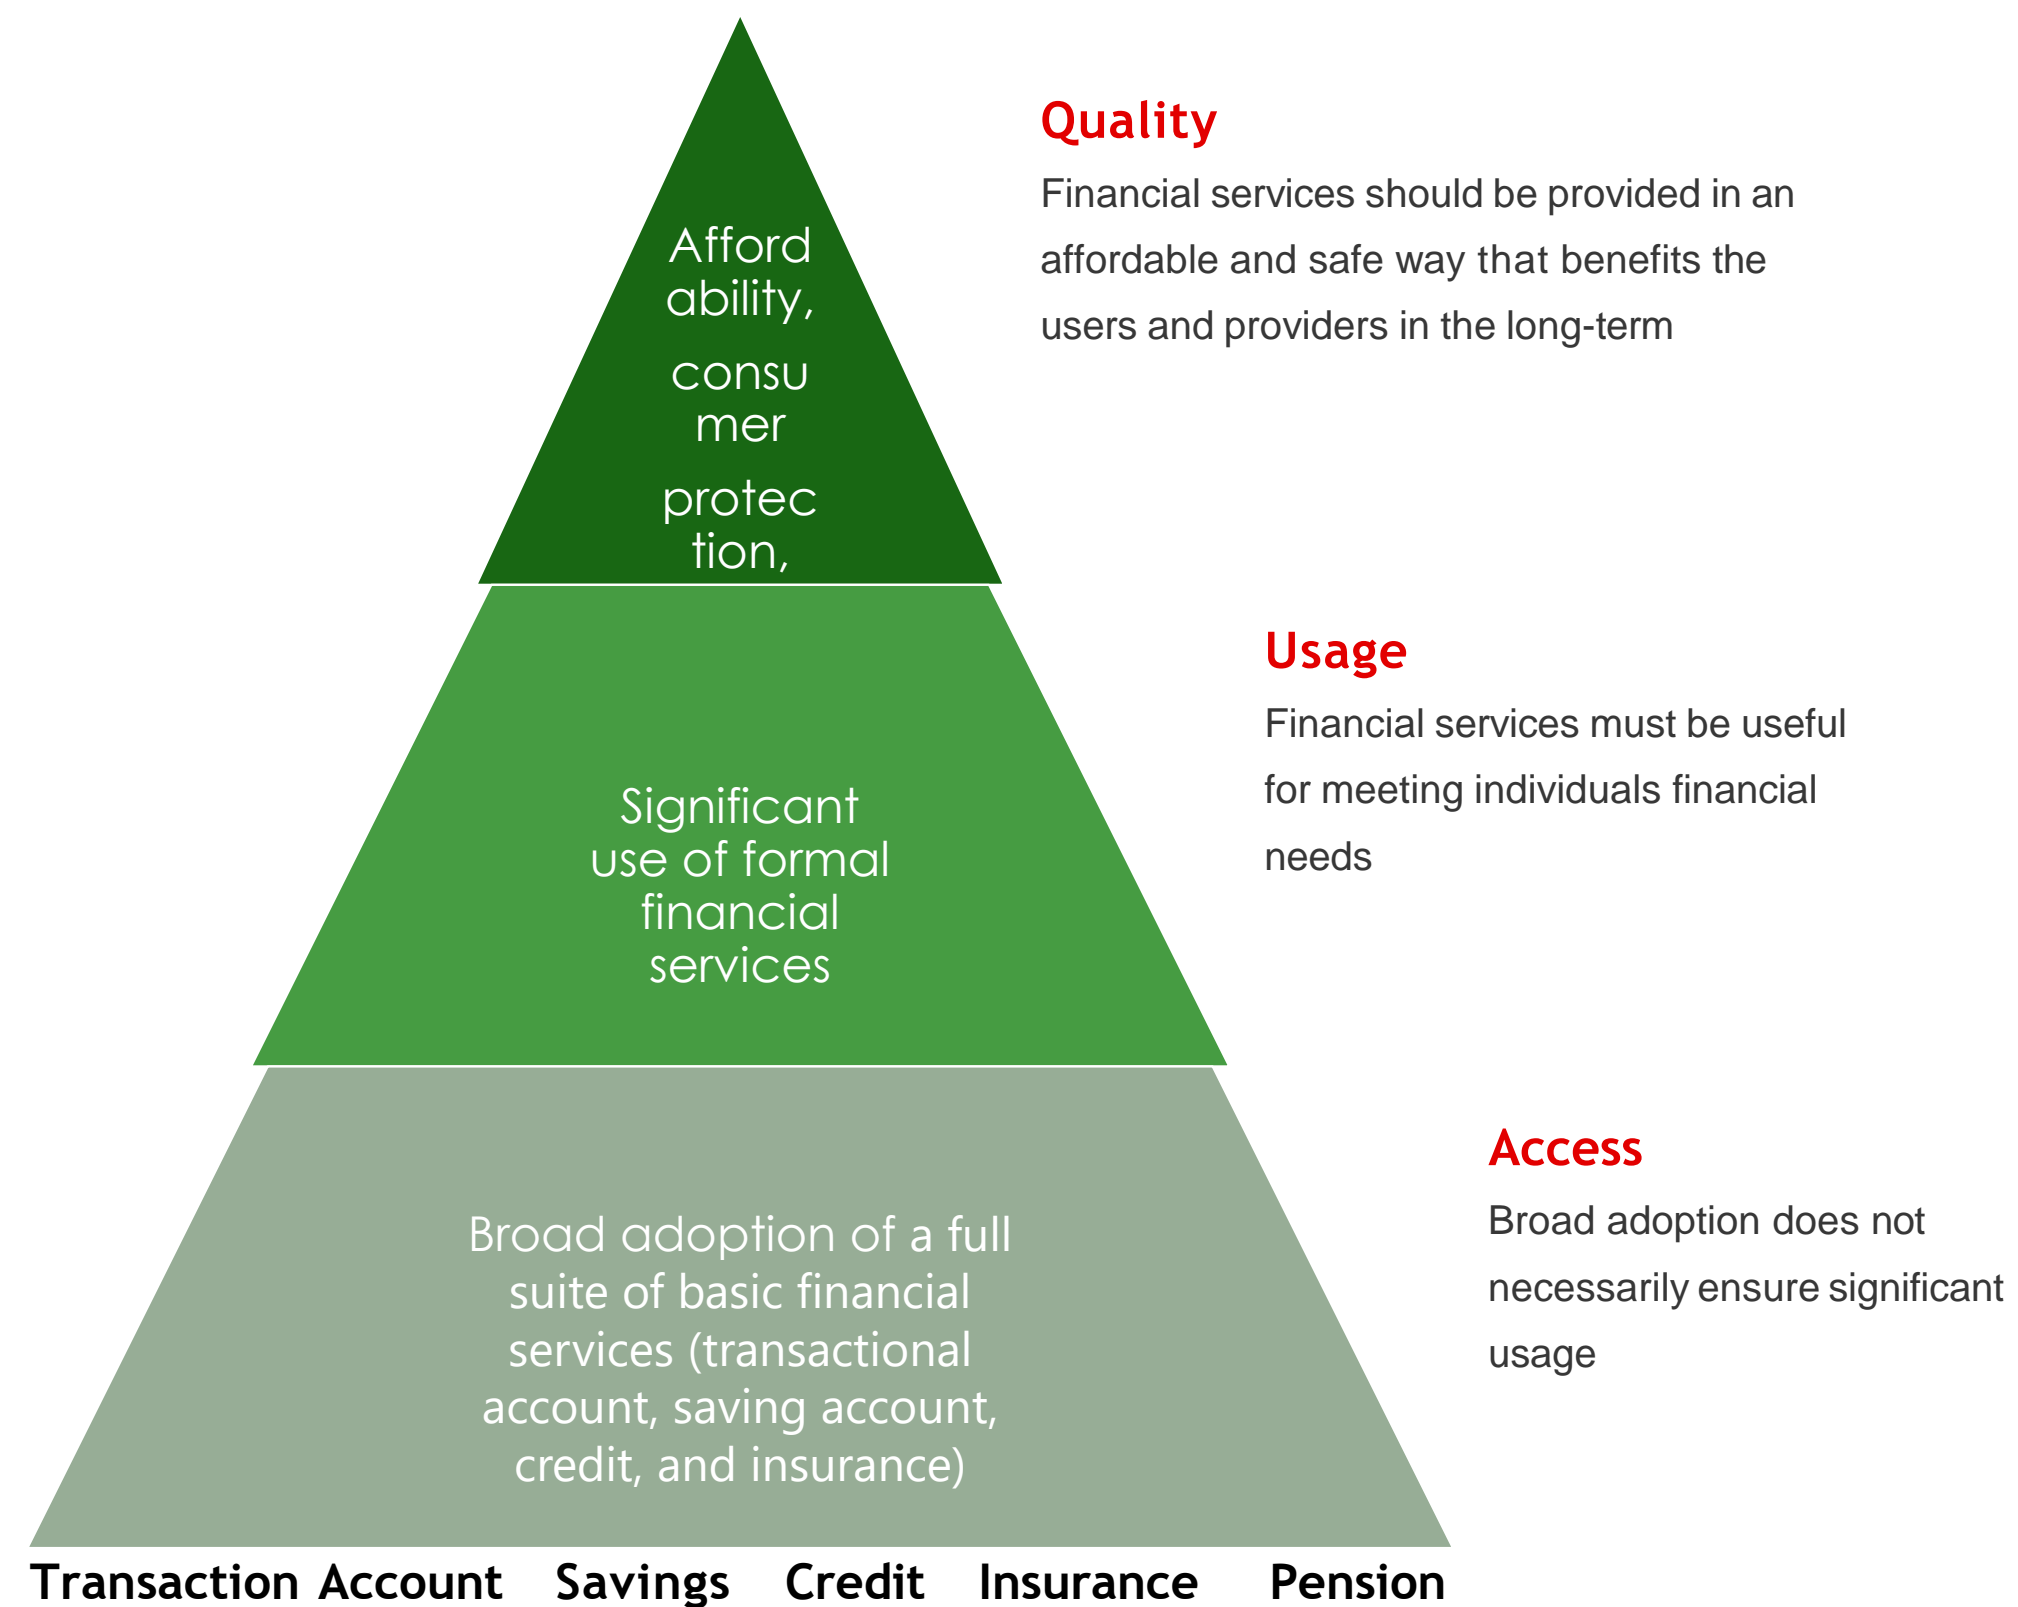 Quality
Financial services should be provided in an
affordable and safe way that benefits the
users and providers in the long-term
Afford
ability,
consu
mer
protec
tion,
Usage
Financial services must be useful
for meeting individuals financial
needs
Significant
use of formal
financial
services
Access
Broad adoption does not
necessarily ensure significant
usage
Broad adoption of a full
suite of basic financial
services (transactional
account, saving account,
credit, and insurance)
Transaction Account Savings Credit Insurance Pension